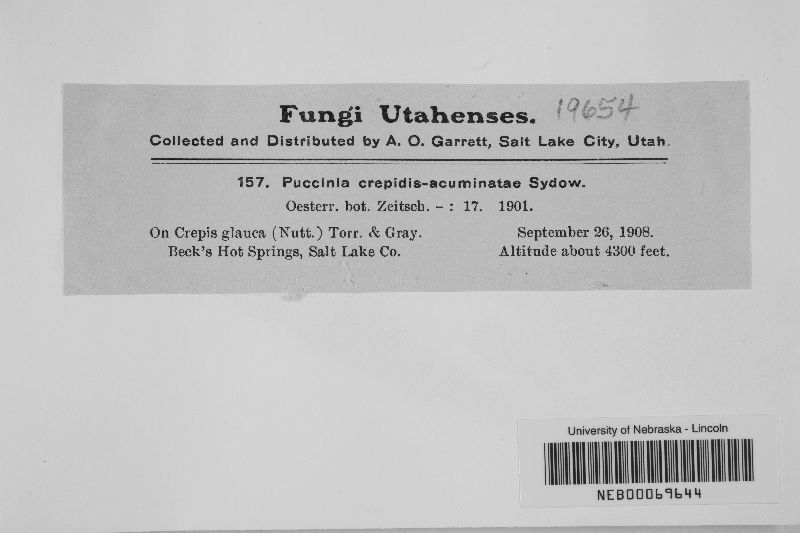 Fungi Utahenses. 19654
Collected and Distributed by A. O. Garrett, Salt Lake City, Utah.
157. Puccinia crepidis-acuminatae Sydow.
Oesterr. bot. Zeitsch. - : 17. 1901.
On Crepis glauca (Nutt.) Torr. & Gray. September 26, 1908.
Beck's Hot Springs, Salt Lake Co. Altitude about 4300 feet.
University of Nebraska - Lincoln
NEB00069644